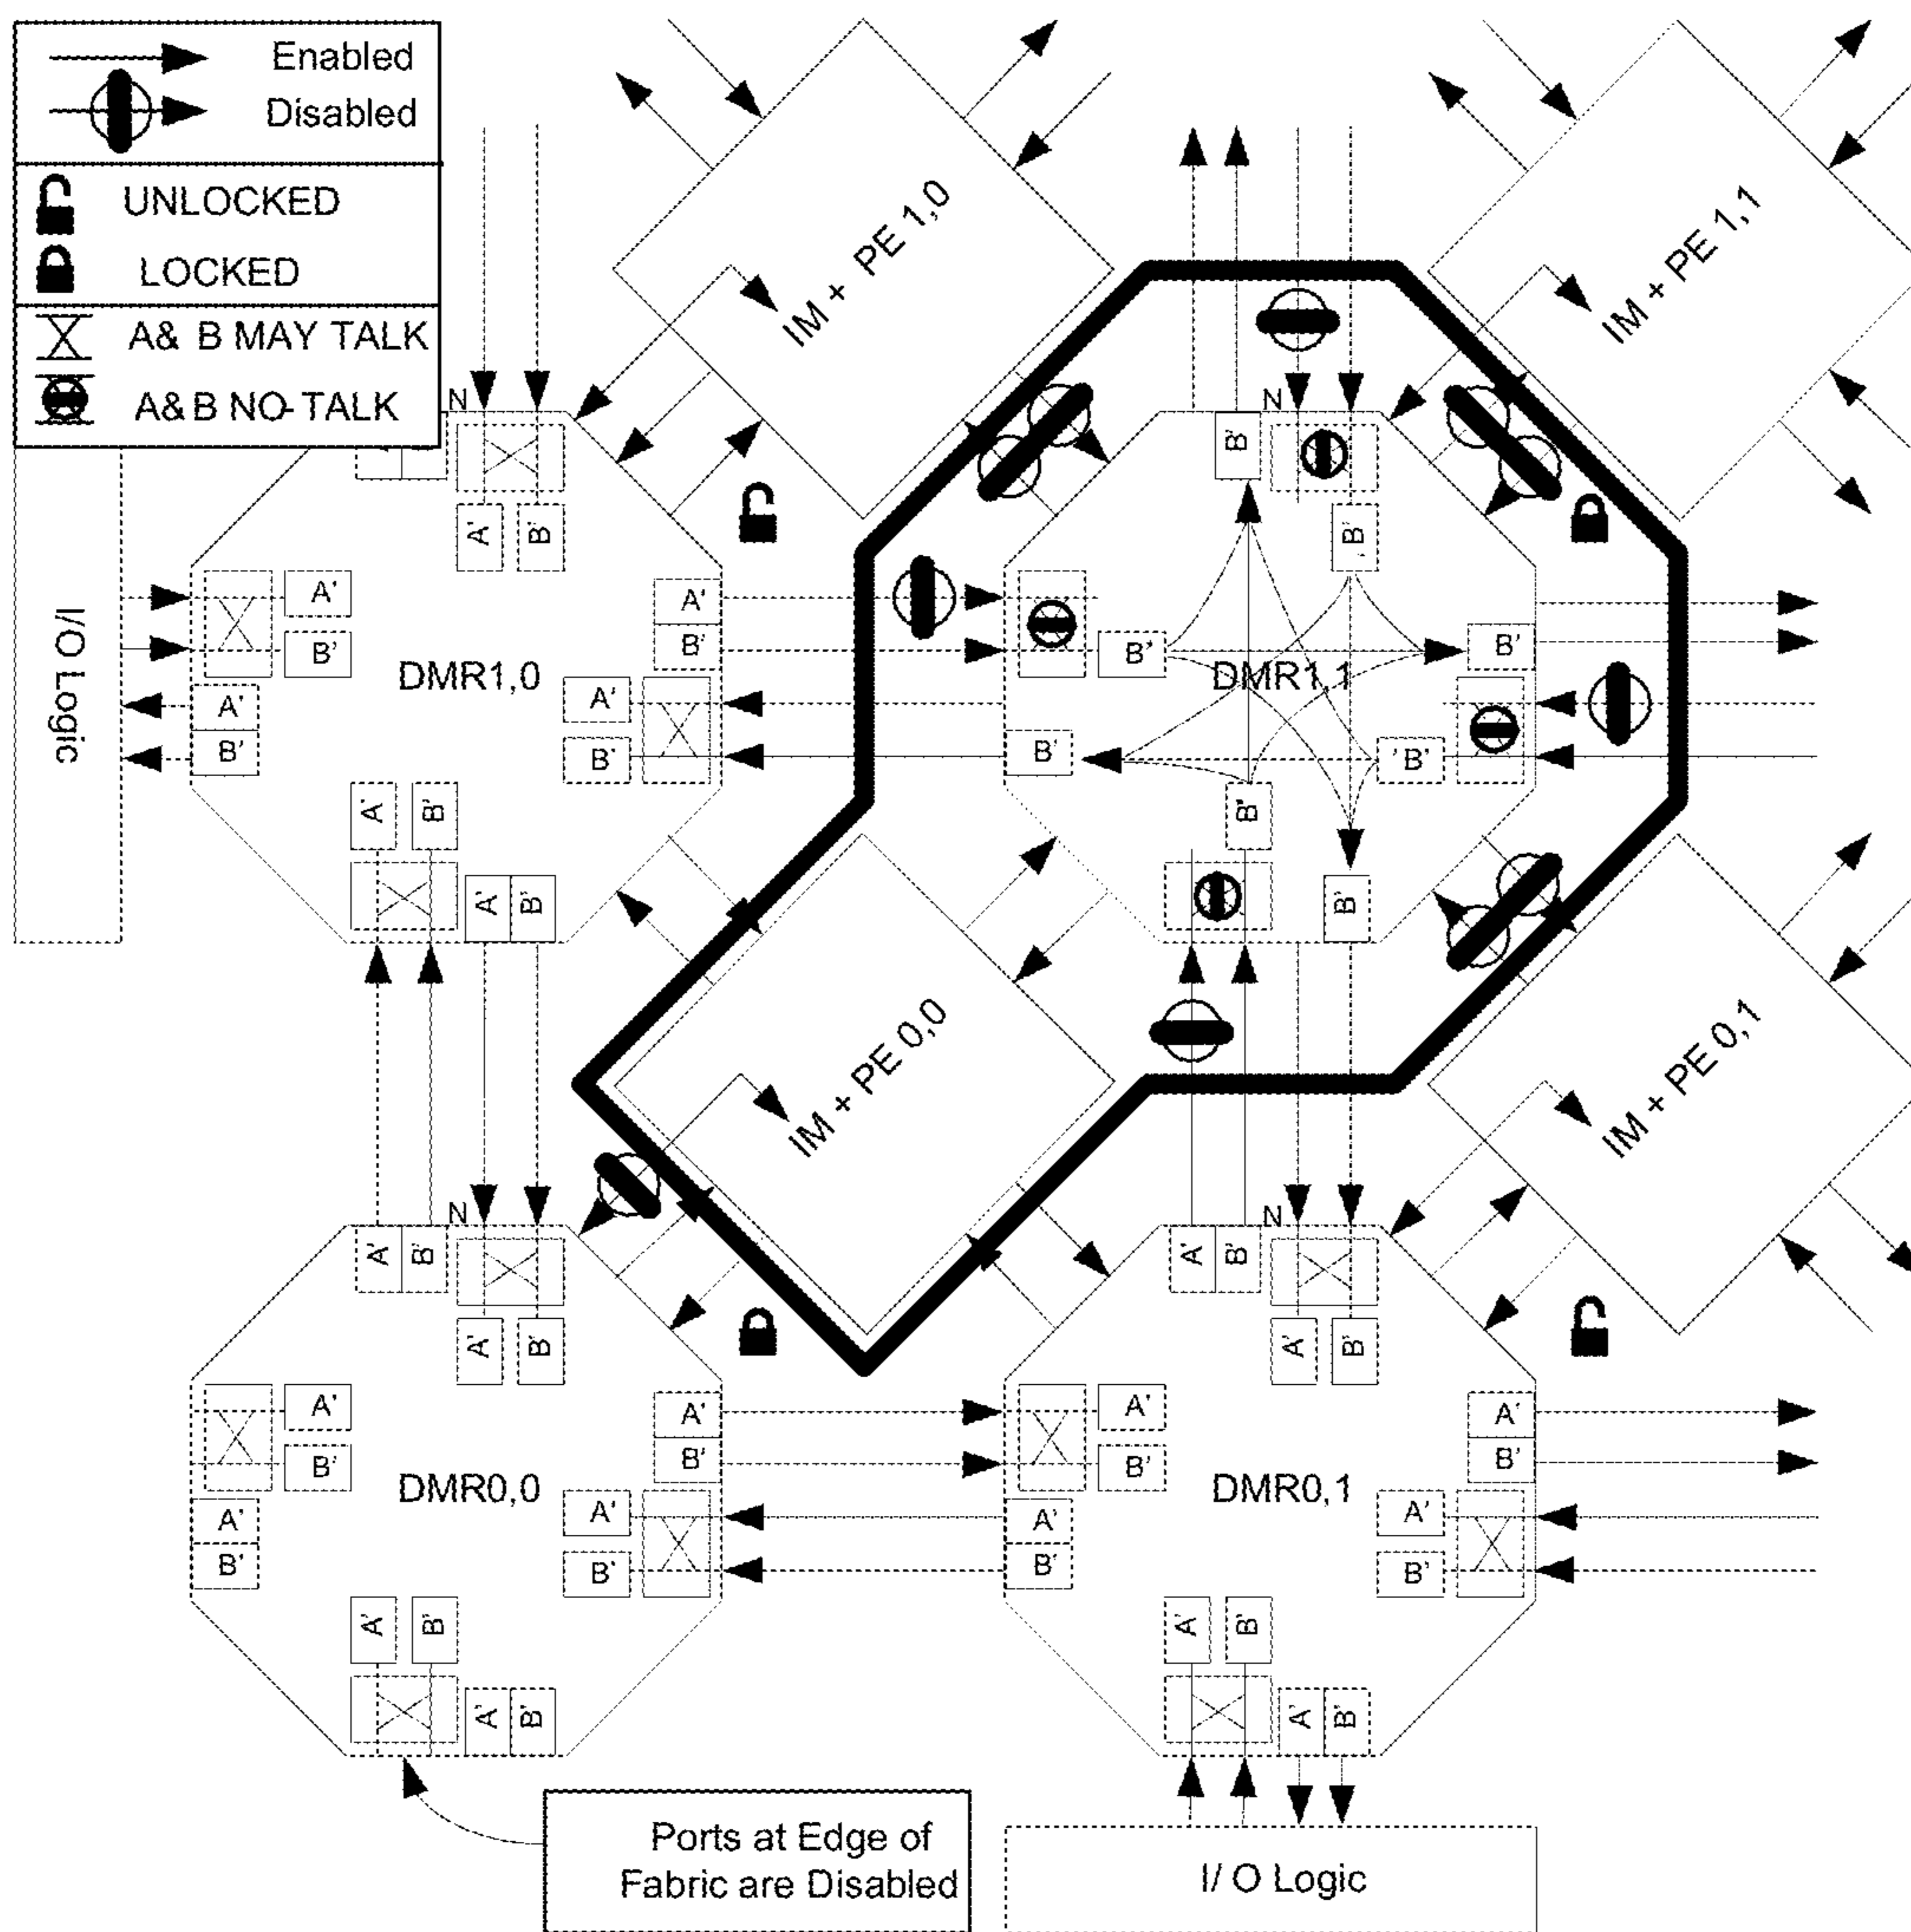 Enabled
Disabled
UNLOCKED
LOCKED
A& B MAY TALK
A&B NO-TALK
IM + PE 1,0
IM + PE 1,1
N
N
B'
A'
B'
B'
I/O Logic
A'
B'
A'
B'
DMR1,0
A'
B'
A'
B'
B'
DMR1,1
B'
B'
'B'
A'
B'
A'
B'
B'
B'
IM + PE 0,0
IM + PE 0,1
N
N
A'
B'
A'
B'
A'
B'
A'
B'
A'
B'
A'
B'
DMR0,0
A'
B'
A'
B'
A'
B'
DMR0,1
A'
B'
A'
B'
A'
B'
A'
B'
A'
B'
A'
B'
A'
B'
A'
B'
Ports at Edge of
Fabric are Disabled
I/ O Logic